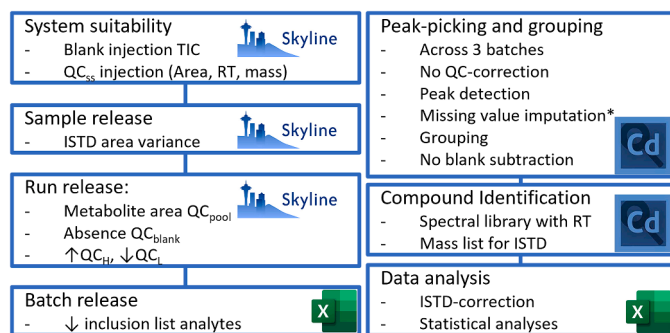 System suitability
- Blank injection TIC
- QCss injection (Area, RT, mass)
Skyline
Sample release
- ISTD area variance
Skyline
Run release:
- Metabolite area QCpool
- Absence QCblank
- ↑QCH, ↓QCL
Skyline
Batch release
- ↓ inclusion list analytes
X
Peak-picking and grouping
- Across 3 batches
- No QC-correction
- Peak detection
- Missing value imputation*
- Grouping
- No blank subtraction
Cd
Compound Identification
- Spectral library with RT
- Mass list for ISTD
Cd
Data analysis
- ISTD-correction
- Statistical analyses
X